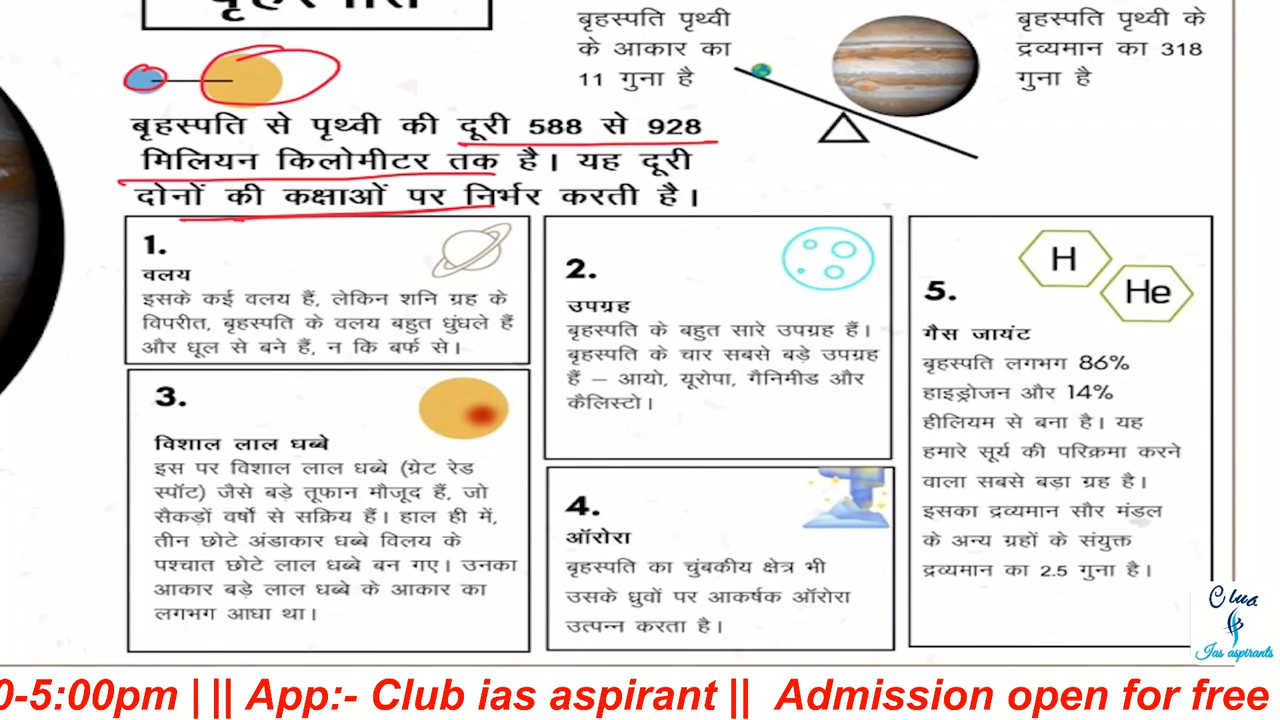 बृहस्पति पृथ्वी
के आकार का
11 गुना है
बृहस्पति पृथ्वी के
द्रव्यमान का 318
गुना है
बृहस्पति से पृथ्वी की दूरी 588 से 928
मिलियन किलोमीटर तक है। यह दूरी
दोनों की कक्षाओं पर निर्भर करती है।
1.
वलय
इसके कई वलय हैं, लेकिन शनि ग्रह के
विपरीत, बृहस्पति के वलय बहुत धुंधले हैं
और धूल से बने हैं, न कि बर्फ से।
2.
उपग्रह
बृहस्पति के बहुत सारे उपग्रह हैं।
बृहस्पति के चार सबसे बड़े उपग्रह
हैं – आयो, यूरोपा, गैनिमीड और
कैलिस्टो।
3.
विशाल लाल धब्बे
इस पर विशाल लाल धब्बे (ग्रेट रेड
स्पॉट) जैसे बड़े तूफान मौजूद हैं, जो
सैकड़ों वर्षो से सक्रिय हैं। हाल ही में,
तीन छोटे अंडाकार धब्बे विलय के
पश्चात छोटे लाल धब्बे बन गए। उनका
आकार बड़े लाल धब्बे के आकार का
लगभग आधा था।
4.
ऑरोरा
बृहस्पति का चुंबकीय क्षेत्र भी
उसके ध्रुवों पर आकर्षक ऑरोरा
उत्पन्न करता है।
H
He
5.
गैस जायंट
बृहस्पति लगभग 86%
हाइड्रोजन और 14%
हीलियम से बना है। यह
हमारे सूर्य की परिक्रमा करने
वाला सबसे बड़ा ग्रह है।
इसका द्रव्यमान सौर मंडल
के अन्य ग्रहों के संयुक्त
द्रव्यमान का 2.5 गुना है।
Club
Ias aspirants
0-5:00pm | || App:- Club ias aspirant || Admission open for free